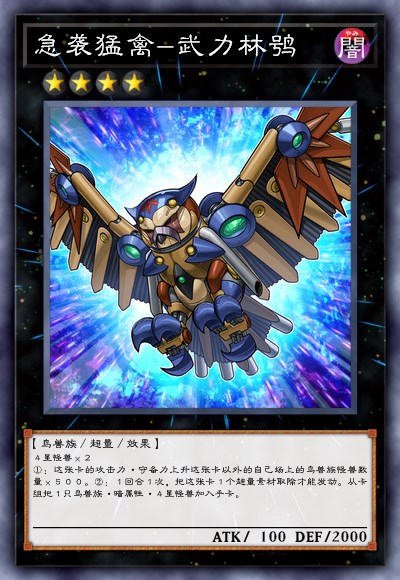 急袭猛禽-武力林鸮
闇
やみ
【鸟兽族/超量/效果】
4星怪兽×2
①：这张卡的攻击力·守备力上升这张卡以外的自己场上的鸟兽族怪兽数
量×500。②：1回合1次，把这张卡1个超量素材取除才能发动。从卡
组把1只鸟兽族·暗属性·4星怪兽加入手卡。
ATK/ 100 DEF/2000